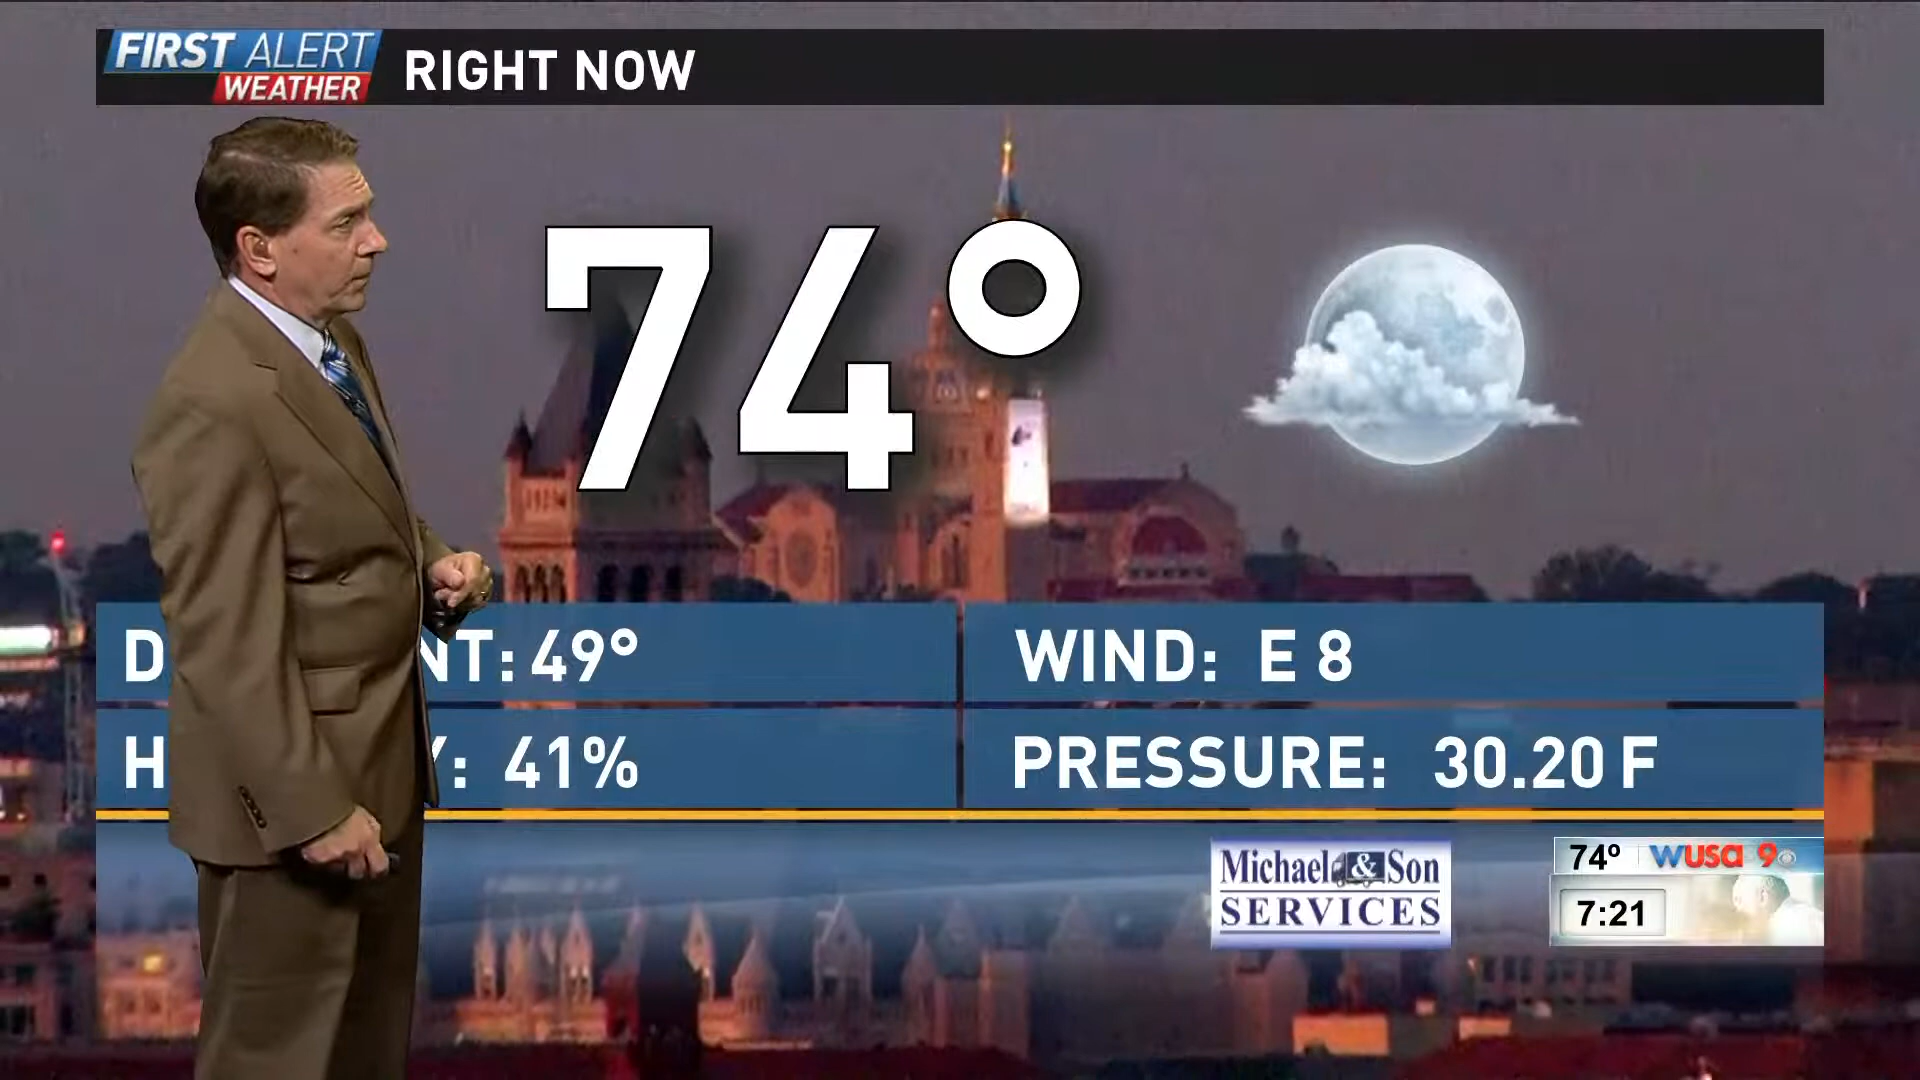 FIRST ALERT
WEATHER
RIGHT NOW
74°
D NT: 49°
WIND: E 8
H Y: 41%
PRESSURE: 30.20 F
Michael & Son
SERVICES
74° wusa 9
7:21